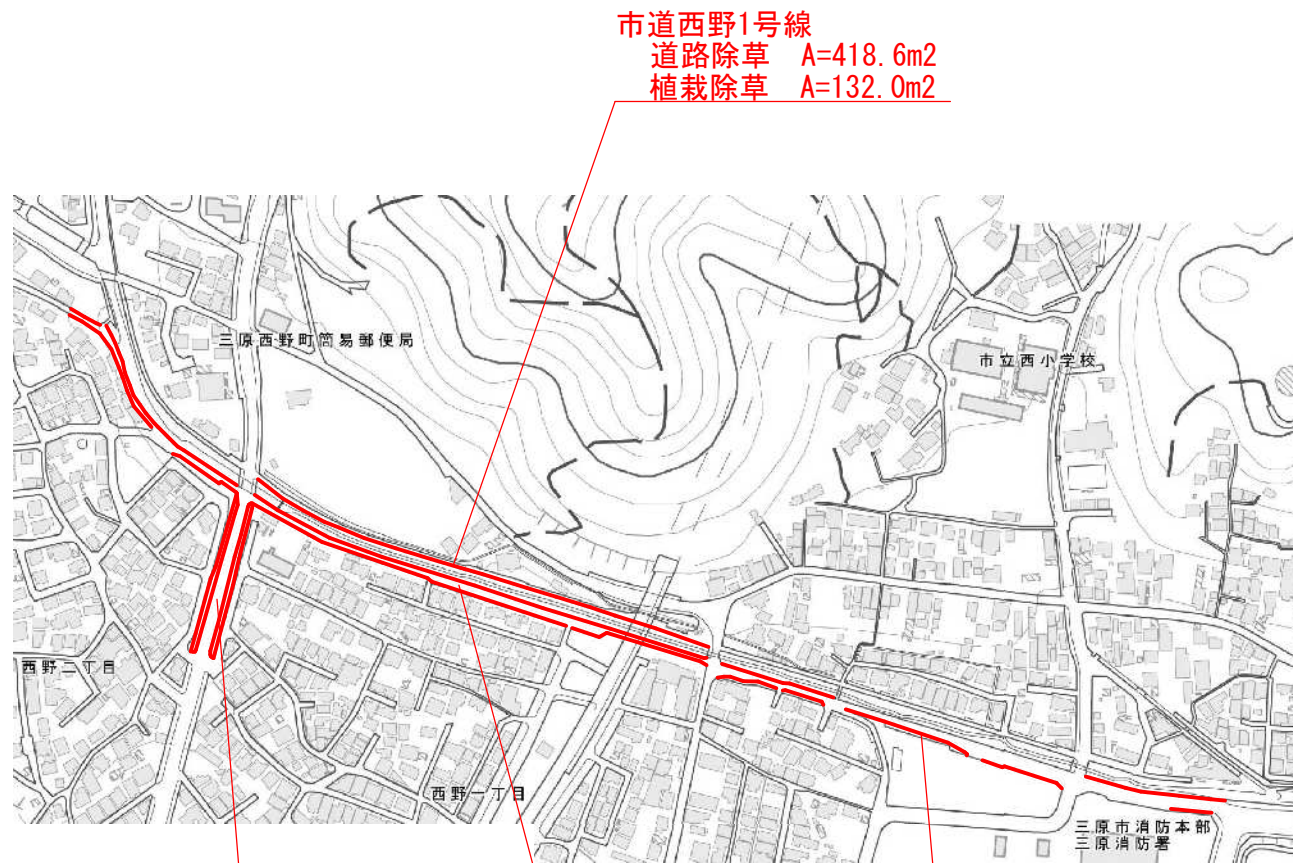 市道西野1号線
道路除草　A=418.6m2
植栽除草　A=132.0m2
三原西野町簡易郵便局
市立西小学校
西野二丁目
西野一丁目
三原市消防本部
三原消防署